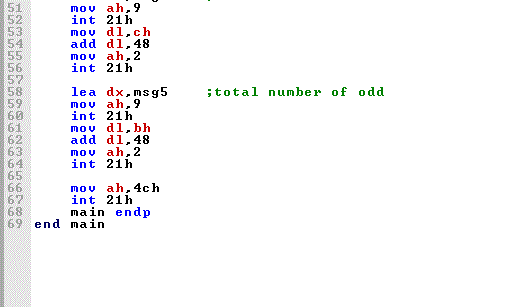 51 mov ah,9
52 int 21h
53 mov dl,ch
54 add dl,48
55 mov ah,2
56 int 21h
57
58 lea dx,msg5 ;total number of odd
59 mov ah,9
60 int 21h
61 mov dl,bh
62 add dl,48
63 mov ah,2
64 int 21h
65
66 mov ah,4ch
67 int 21h
68 main endp
69 end main